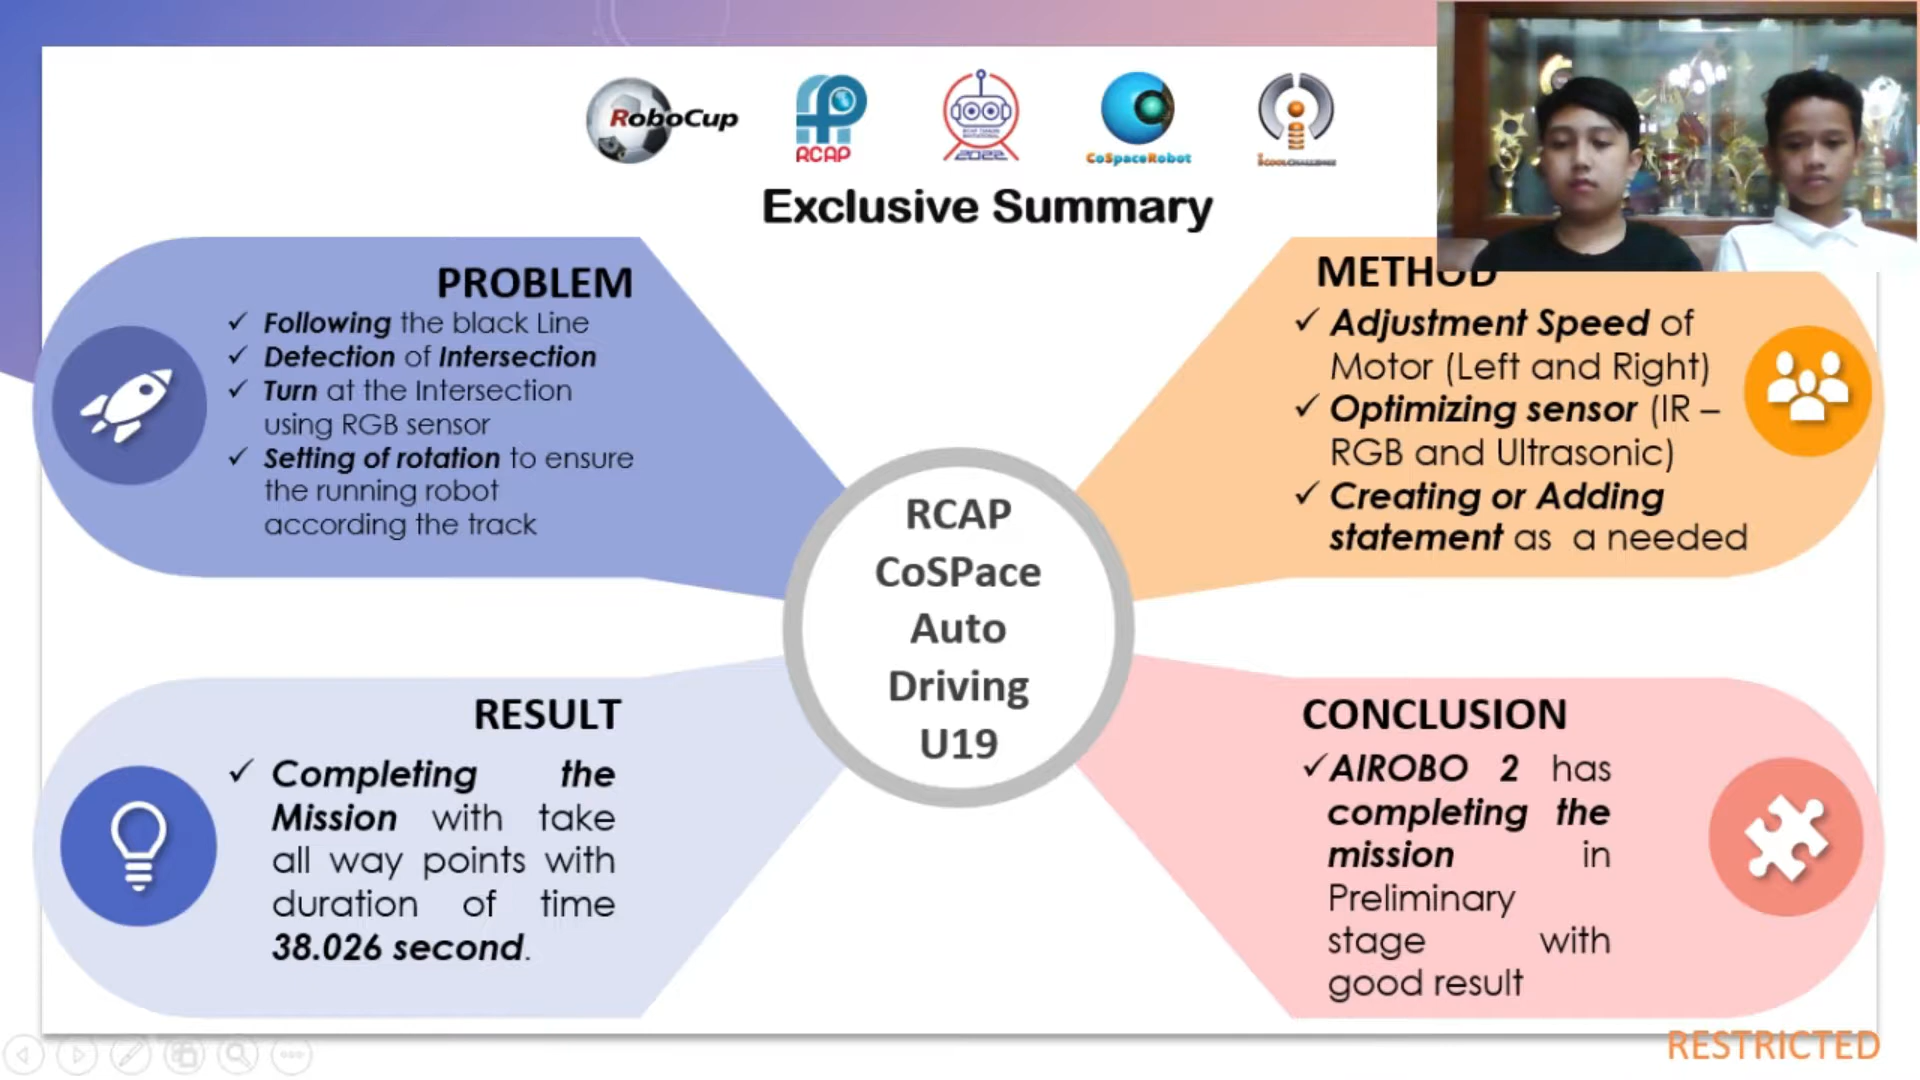 RoboCup
RCAP
RCAP TIANJIN
INVITATIONAL
2022
CoSpaceRobot
Exclusive Summary
PROBLEM
✓ Following the black Line
✓ Detection of Intersection
✓ Turn at the Intersection
using RGB sensor
✓ Setting of rotation to ensure
the running robot
according the track
METHOD
✓ Adjustment Speed of
Motor (Left and Right)
✓ Optimizing sensor (IR –
RGB and Ultrasonic)
✓ Creating or Adding
statement as a needed
RCAP
CoSPace
Auto
Driving
U19
RESULT
✓ Completing the
Mission with take
all way points with
duration of time
38.026 second.
CONCLUSION
✓AIROBO 2 has
completing the
mission in
Preliminary
stage with
good result
RESTRICTED